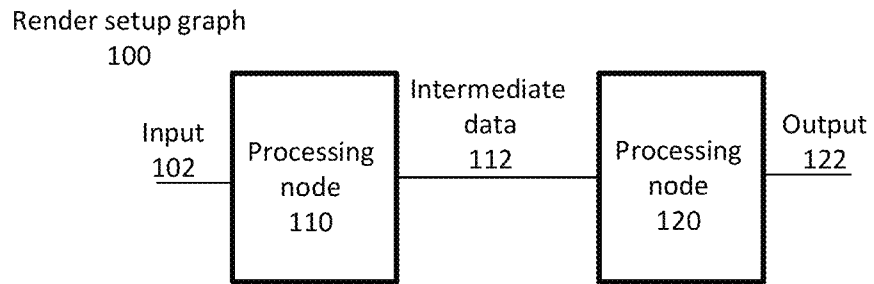 Render setup graph
100
Input
102
Processing
node
110
Intermediate
data
112
Processing
node
120
Output
122